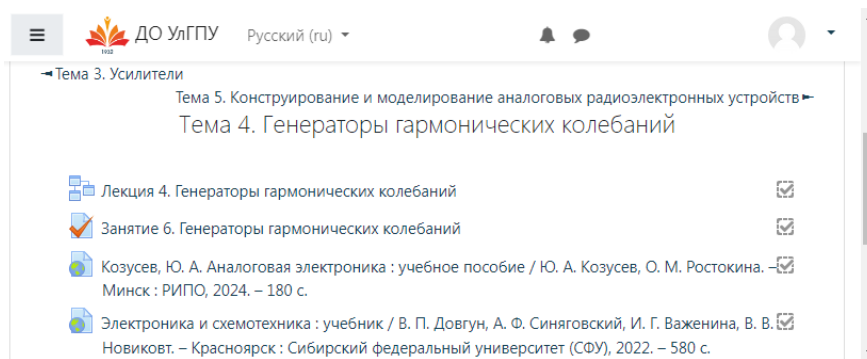 ДО УлГПУ Русский (ru)
1932
Тема 3. Усилители
Тема 5. Конструирование и моделирование аналоговых радиоэлектронных устройств
Тема 4. Генераторы гармонических колебаний
Лекция 4. Генераторы гармонических колебаний
Занятие 6. Генераторы гармонических колебаний
Козусев, Ю. А. Аналоговая электроника : учебное пособие / Ю. А. Козусев, О. М. Ростокина. –
Минск : РИПО, 2024. – 180 с.
Электроника и схемотехника : учебник / В. П. Довгун, А. Ф. Синяговский, И. Г. Важенина, В. В.
Новиковт. – Красноярск : Сибирский федеральный университет (СФУ), 2022. – 580 с.